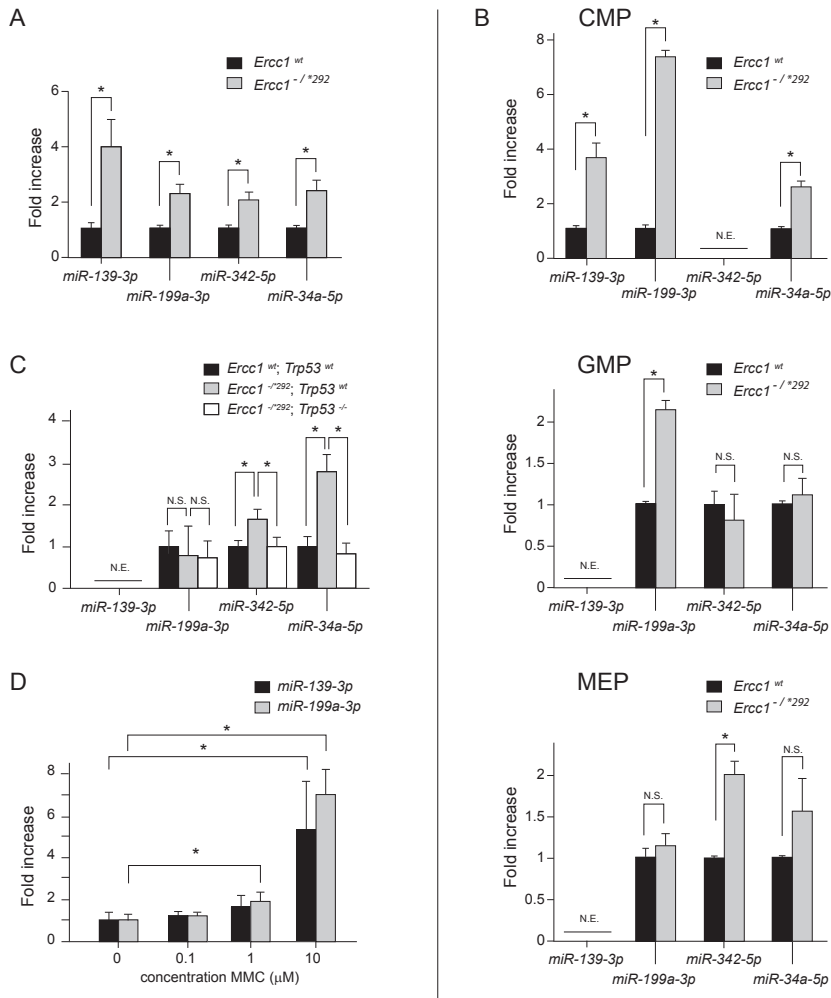 A
Ercc1 wt
Ercc1 - / *292
Fold increase
6
4
2
0
* * * *
miR-139-3p miR-342-5p
miR-199a-3p miR-34a-5p
B
CMP
Ercc1 wt
Ercc1 - / *292
Fold increase
8
6
4
2
0
* * *
N.E.
miR-139-3p miR-342-5p
miR-199-3p miR-34a-5p
C
Ercc1 wt; Trp53 wt
Ercc1 -/*292; Trp53 wt
Ercc1 -/*292; Trp53 -/-
Fold increase
4
3
2
1
0
N.E.
N.S. N.S.
* *
* *
miR-139-3p miR-342-5p
miR-199a-3p miR-34a-5p
GMP
Ercc1 wt
Ercc1 - / *292
Fold increase
2
1.5
1
0.5
0
N.E.
*
N.S.
N.S.
miR-139-3p miR-342-5p
miR-199a-3p miR-34a-5p
D
miR-139-3p
miR-199a-3p
Fold increase
8
6
4
2
0
*
*
*
0 0.1 1 10
concentration MMC (µM)
MEP
Ercc1 wt
Ercc1 - / *292
Fold increase
2
1.5
1
0.5
0
N.E.
N.S.
*
N.S.
miR-139-3p miR-342-5p
miR-199a-3p miR-34a-5p